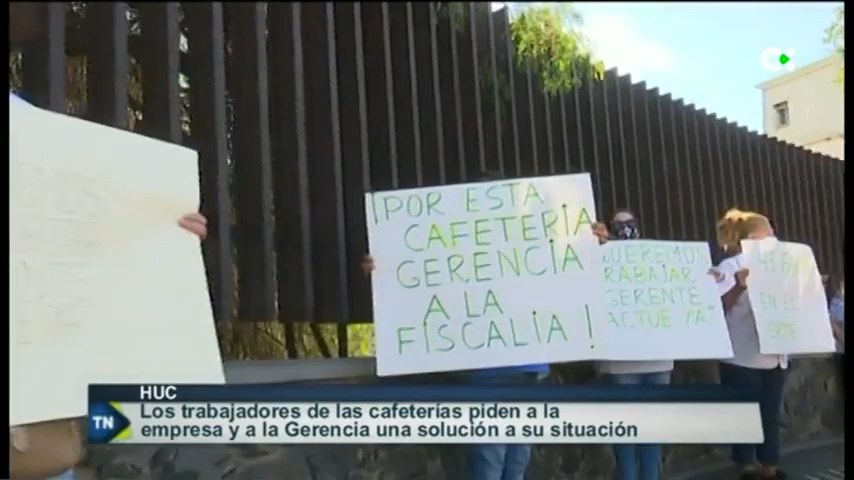 ¡POR ESTA
CAFETERÍA
GERENCIA
A LA
FISCALÍA!
QUEREMOS
TRABAJAR
GERENTE
ACTUE YA"
EN EL
ERTE
HUC
TN
Los trabajadores de las cafeterías piden a la
empresa y a la Gerencia una solución a su situación